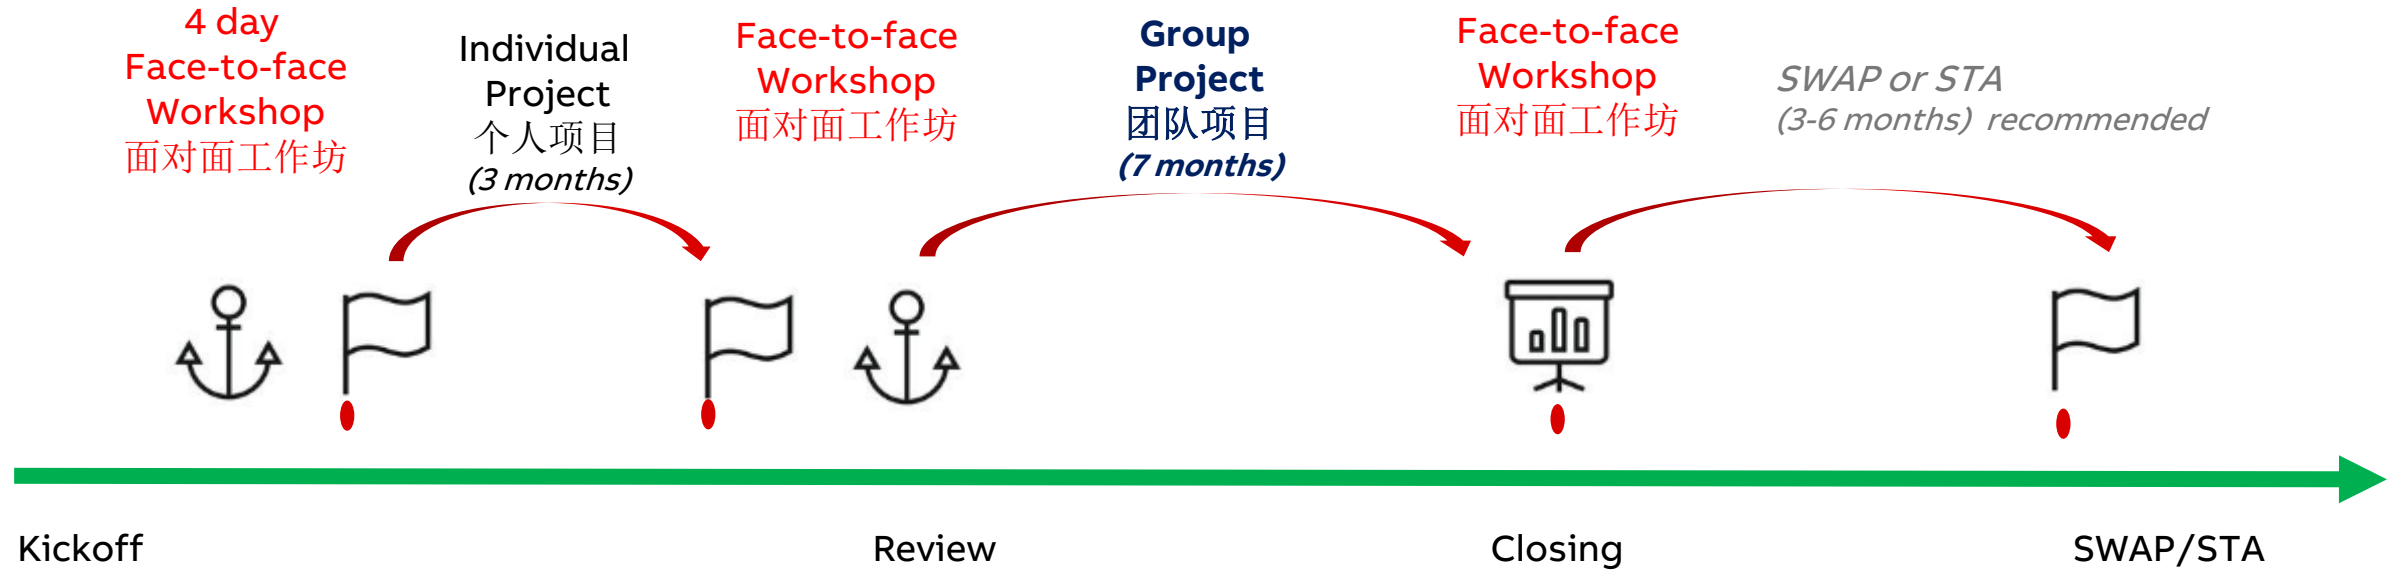 4 day
Face-to-face
Workshop
面对面工作坊
Individual
Project
个人项目
(3 months)
Face-to-face
Workshop
面对面工作坊
Group
Project
团队项目
(7 months)
Face-to-face
Workshop
面对面工作坊
SWAP or STA
(3-6 months) recommended
Kickoff
Review
Closing
SWAP/STA